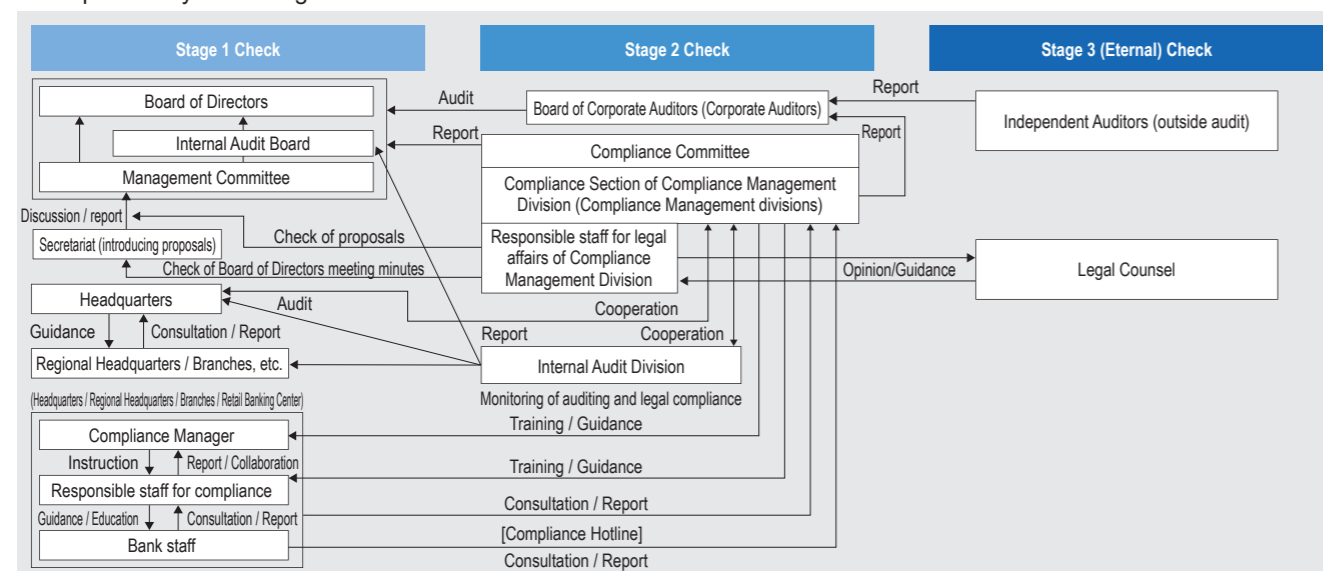 Stage 1 Check
Stage 2 Check
Stage 3 (Eternal) Check
Board of Directors
Internal Audit Board
Management Committee
Audit
Report
Board of Corporate Auditors (Corporate Auditors)
Report
Report
Independent Auditors (outside audit)
Compliance Committee
Compliance Section of Compliance Management
Division (Compliance Management divisions)
Discussion / report
Secretariat (introducing proposals)
Check of proposals
Check of Board of Directors meeting minutes
Responsible staff for legal
affairs of Compliance
Management Division
Opinion/Guidance
Legal Counsel
Headquarters
Audit
Cooperation
Guidance
Consultation / Report
Report
Cooperation
Regional Headquarters / Branches, etc.
Internal Audit Division
Monitoring of auditing and legal compliance
(Headquarters / Regional Headquarters / Branches / Retail Banking Center)
Compliance Manager
Training / Guidance
Instruction
Report / Collaboration
Responsible staff for compliance
Training / Guidance
Guidance / Education
Consultation / Report
Consultation / Report
Bank staff
[Compliance Hotline]
Consultation / Report